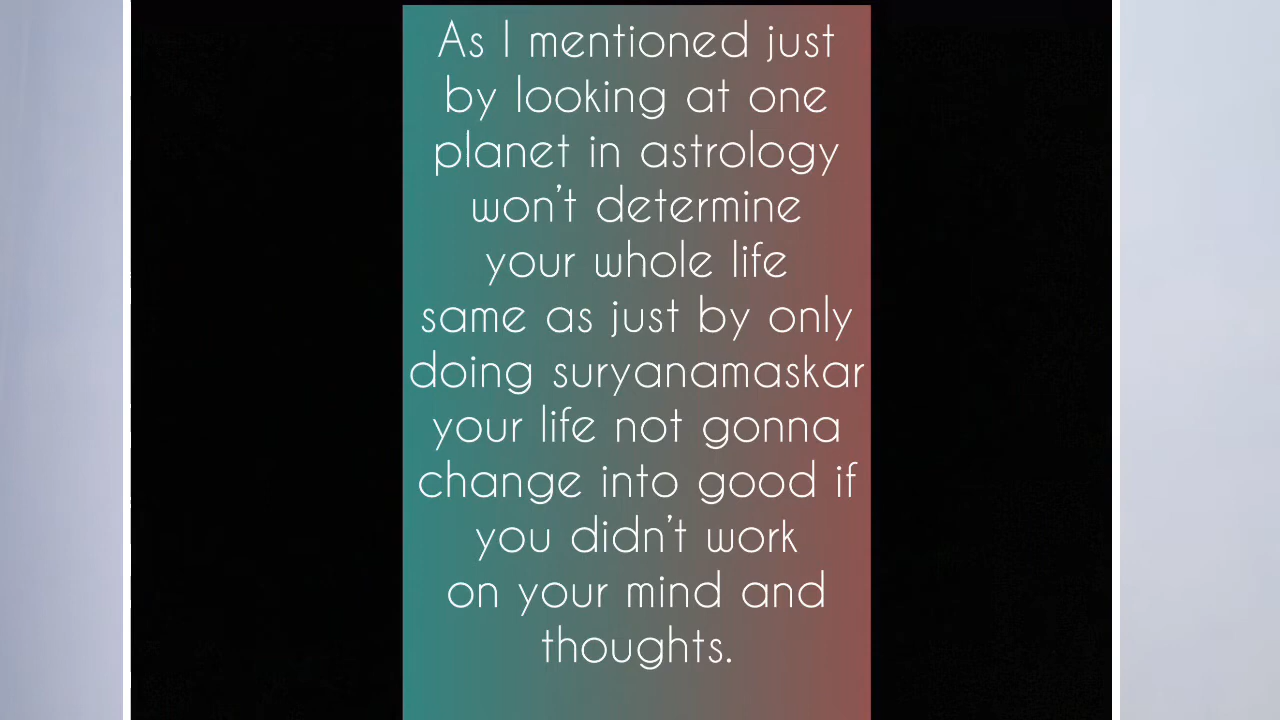 As I mentioned just
by looking at one
planet in astrology
won't determine
your whole life
same as just by only
doing suryanamaskar
your life not gonna
change into good if
you didn't work
on your mind and
thoughts.